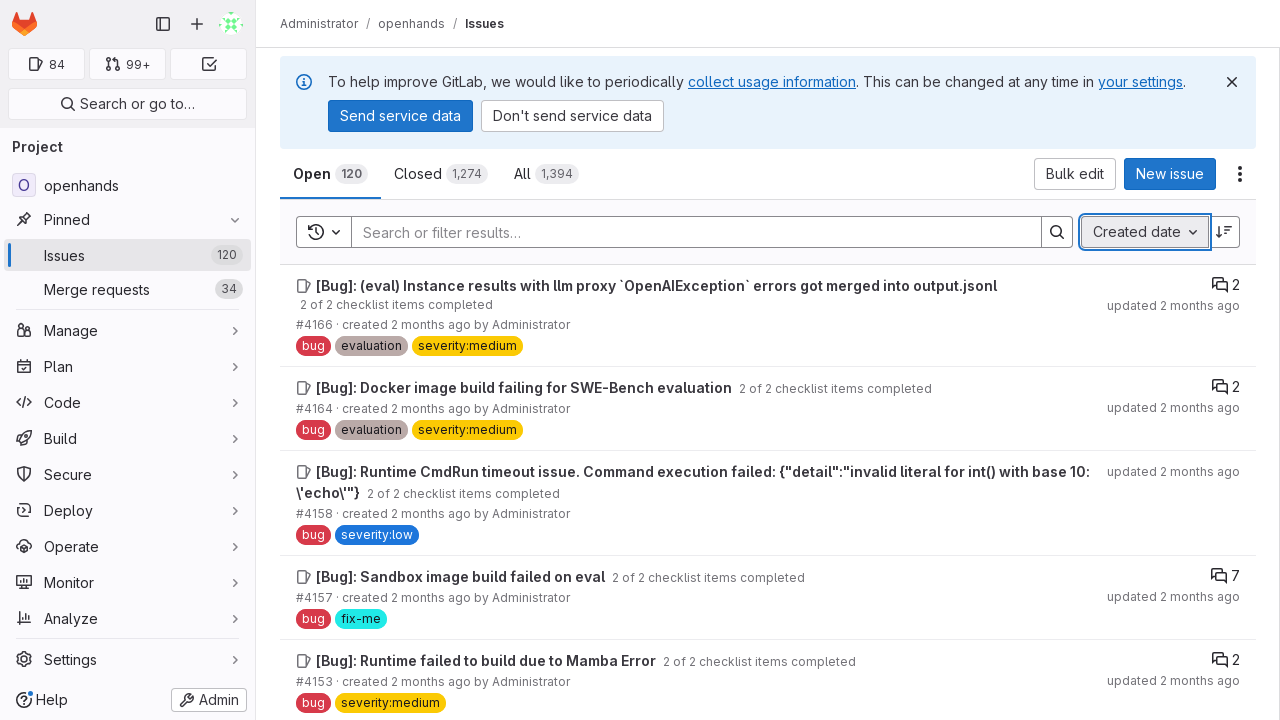 Administrator / openhands / Issues
84
99+
Search or go to…
Project
O openhands
Pinned
Issues 120
Merge requests 34
Manage
Plan
Code
Build
Secure
Deploy
Operate
Monitor
Analyze
Settings
Help
Admin
To help improve GitLab, we would like to periodically collect usage information. This can be changed at any time in your settings.
Send service data
Don't send service data
Open 120
Closed 1,274
All 1,394
Bulk edit
New issue
Search or filter results…
Created date
[Bug]: (eval) Instance results with llm proxy `OpenAIException` errors got merged into output.jsonl
2
2 of 2 checklist items completed
updated 2 months ago
#4166 · created 2 months ago by Administrator
bug evaluation severity:medium
[Bug]: Docker image build failing for SWE-Bench evaluation 2 of 2 checklist items completed
2
#4164 · created 2 months ago by Administrator
updated 2 months ago
bug evaluation severity:medium
[Bug]: Runtime CmdRun timeout issue. Command execution failed: {"detail":"invalid literal for int() with base 10:
updated 2 months ago
\'echo\'"} 2 of 2 checklist items completed
#4158 · created 2 months ago by Administrator
bug severity:low
[Bug]: Sandbox image build failed on eval 2 of 2 checklist items completed
7
#4157 · created 2 months ago by Administrator
updated 2 months ago
bug fix-me
[Bug]: Runtime failed to build due to Mamba Error 2 of 2 checklist items completed
2
#4153 · created 2 months ago by Administrator
updated 2 months ago
bug severity:medium